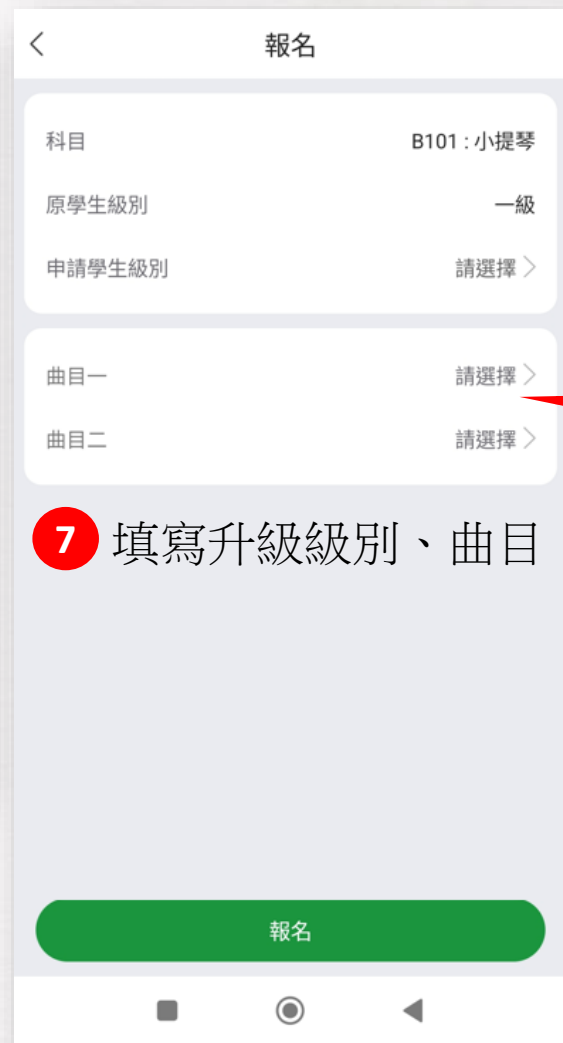 報名
科目 B101 : 小提琴
原學生級別 一級
申請學生級別 請選擇
曲目一 請選擇
曲目二 請選擇
7 填寫升級級別、曲目
報名